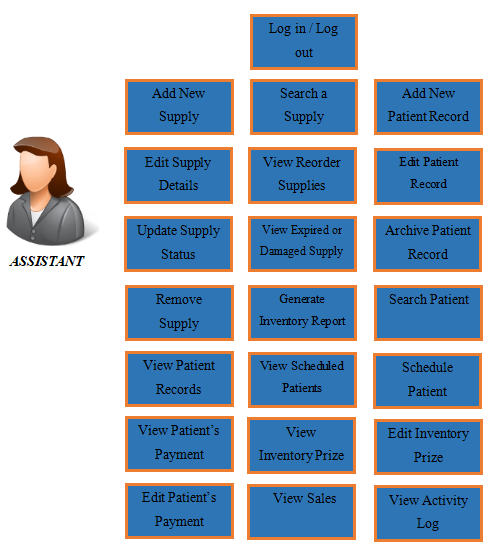 Log in / Log
out
Add New
Supply
Search a
Supply
Add New
Patient Record
Edit Supply
Details
View Reorder
Supplies
Edit Patient
Record
ASSISTANT
Update Supply
Status
View Expired or
Damaged Supply
Archive Patient
Record
Remove
Supply
Generate
Inventory Report
Search Patient
View Patient
Records
View Scheduled
Patients
Schedule
Patient
View Patient's
Payment
View
Inventory Prize
Edit Inventory
Prize
Edit Patient's
Payment
View Sales
View Activity
Log